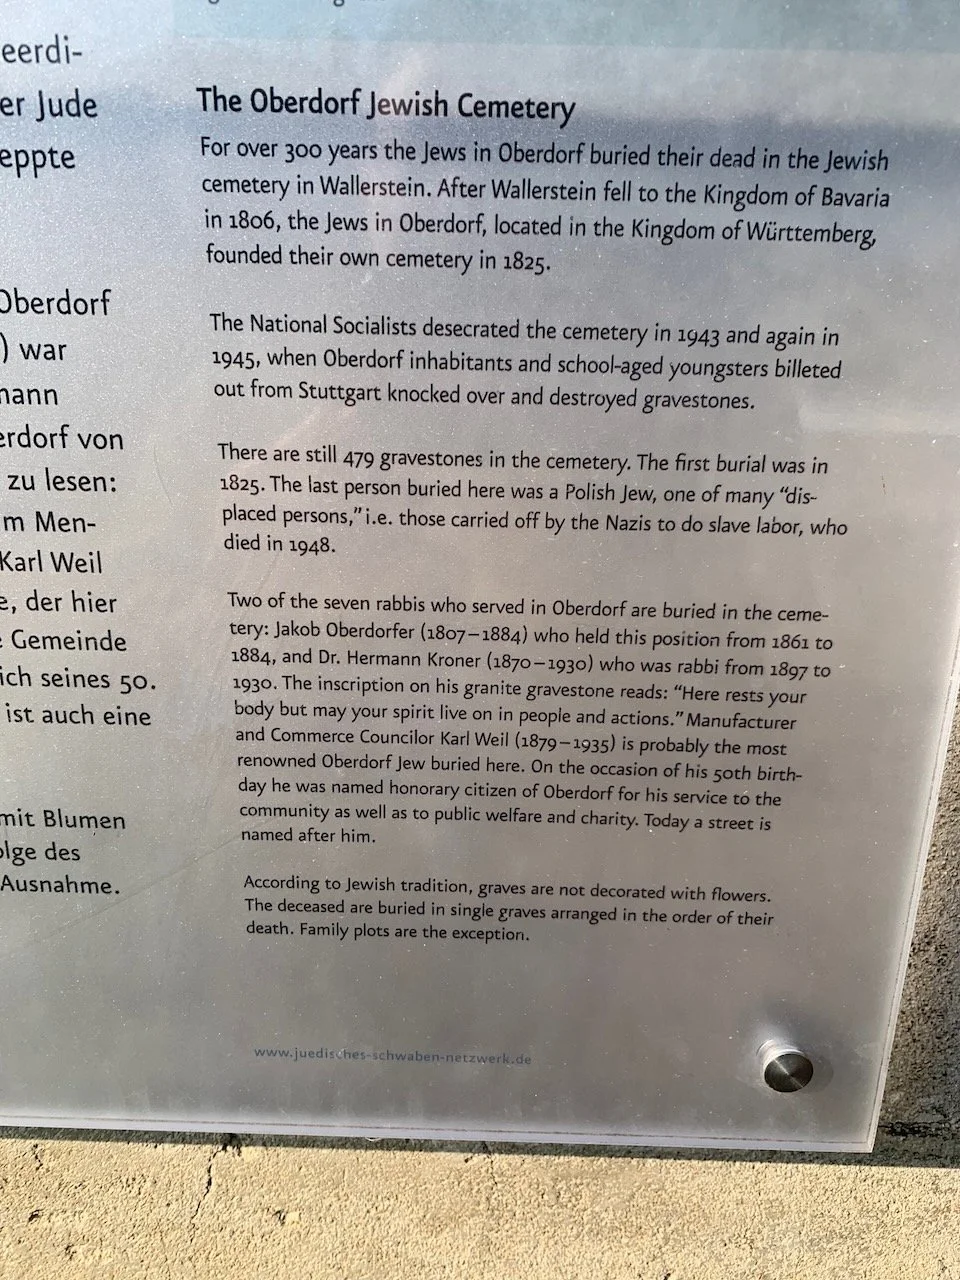 eerdi-
er Jude
eppte
Oberdorf
) war
mann
erdorf von
zu lesen:
m Men-
Karl Weil
e, der hier
Gemeinde
ich seines 50.
ist auch eine
mit Blumen
olge des
Ausnahme.
The Oberdorf Jewish Cemetery
For over 300 years the Jews in Oberdorf buried their dead in the Jewish
cemetery in Wallerstein. After Wallerstein fell to the Kingdom of Bavaria
in 1806, the Jews in Oberdorf, located in the Kingdom of Württemberg,
founded their own cemetery in 1825.
The National Socialists desecrated the cemetery in 1943 and again in
1945, when Oberdorf inhabitants and school-aged youngsters billeted
out from Stuttgart knocked over and destroyed gravestones.
There are still 479 gravestones in the cemetery. The first burial was in
1825. The last person buried here was a Polish Jew, one of many “dis-
placed persons,” i.e. those carried off by the Nazis to do slave labor, who
died in 1948.
Two of the seven rabbis who served in Oberdorf are buried in the ceme-
tery: Jakob Oberdorfer (1807–1884) who held this position from 1861 to
1884, and Dr. Hermann Kroner (1870–1930) who was rabbi from 1897 to
1930. The inscription on his granite gravestone reads: “Here rests your
body but may your spirit live on in people and actions.” Manufacturer
and Commerce Councilor Karl Weil (1879–1935) is probably the most
renowned Oberdorf Jew buried here. On the occasion of his 50th birth-
day he was named honorary citizen of Oberdorf for his service to the
community as well as to public welfare and charity. Today a street is
named after him.
According to Jewish tradition, graves are not decorated with flowers.
The deceased are buried in single graves arranged in the order of their
death. Family plots are the exception.
www.juedisches-schwaben-netzwerk.de